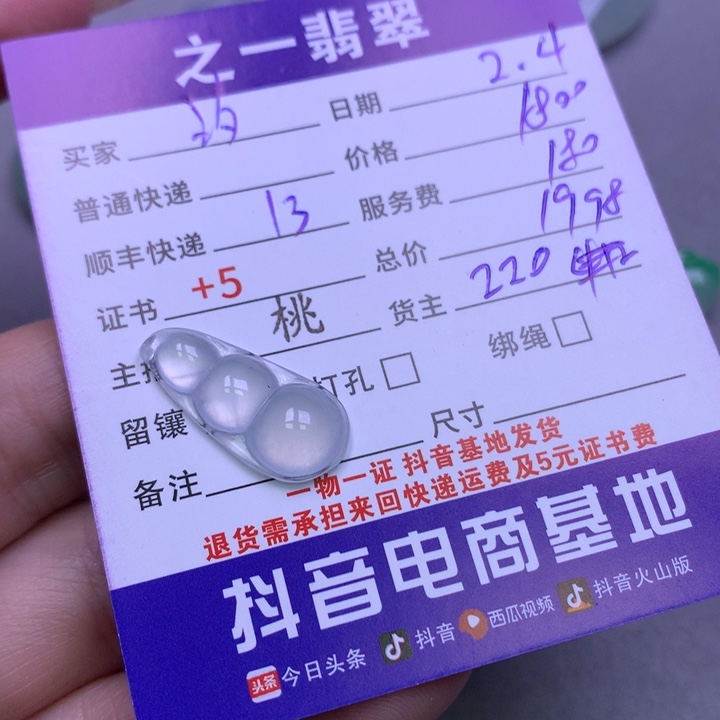 之一翡翠
买家 日期 2.4
普通快递 价格 1800
顺丰快递 13 服务费 180
证书 +5 总价 1998
主播 桃 货主 220
留镶 打孔 绑绳
备注 尺寸
一物一证 抖音基地发货
退货需承担来回快递运费及5元证书费
抖音电商基地
头条 今日头条 抖音 西瓜视频 抖音火山版